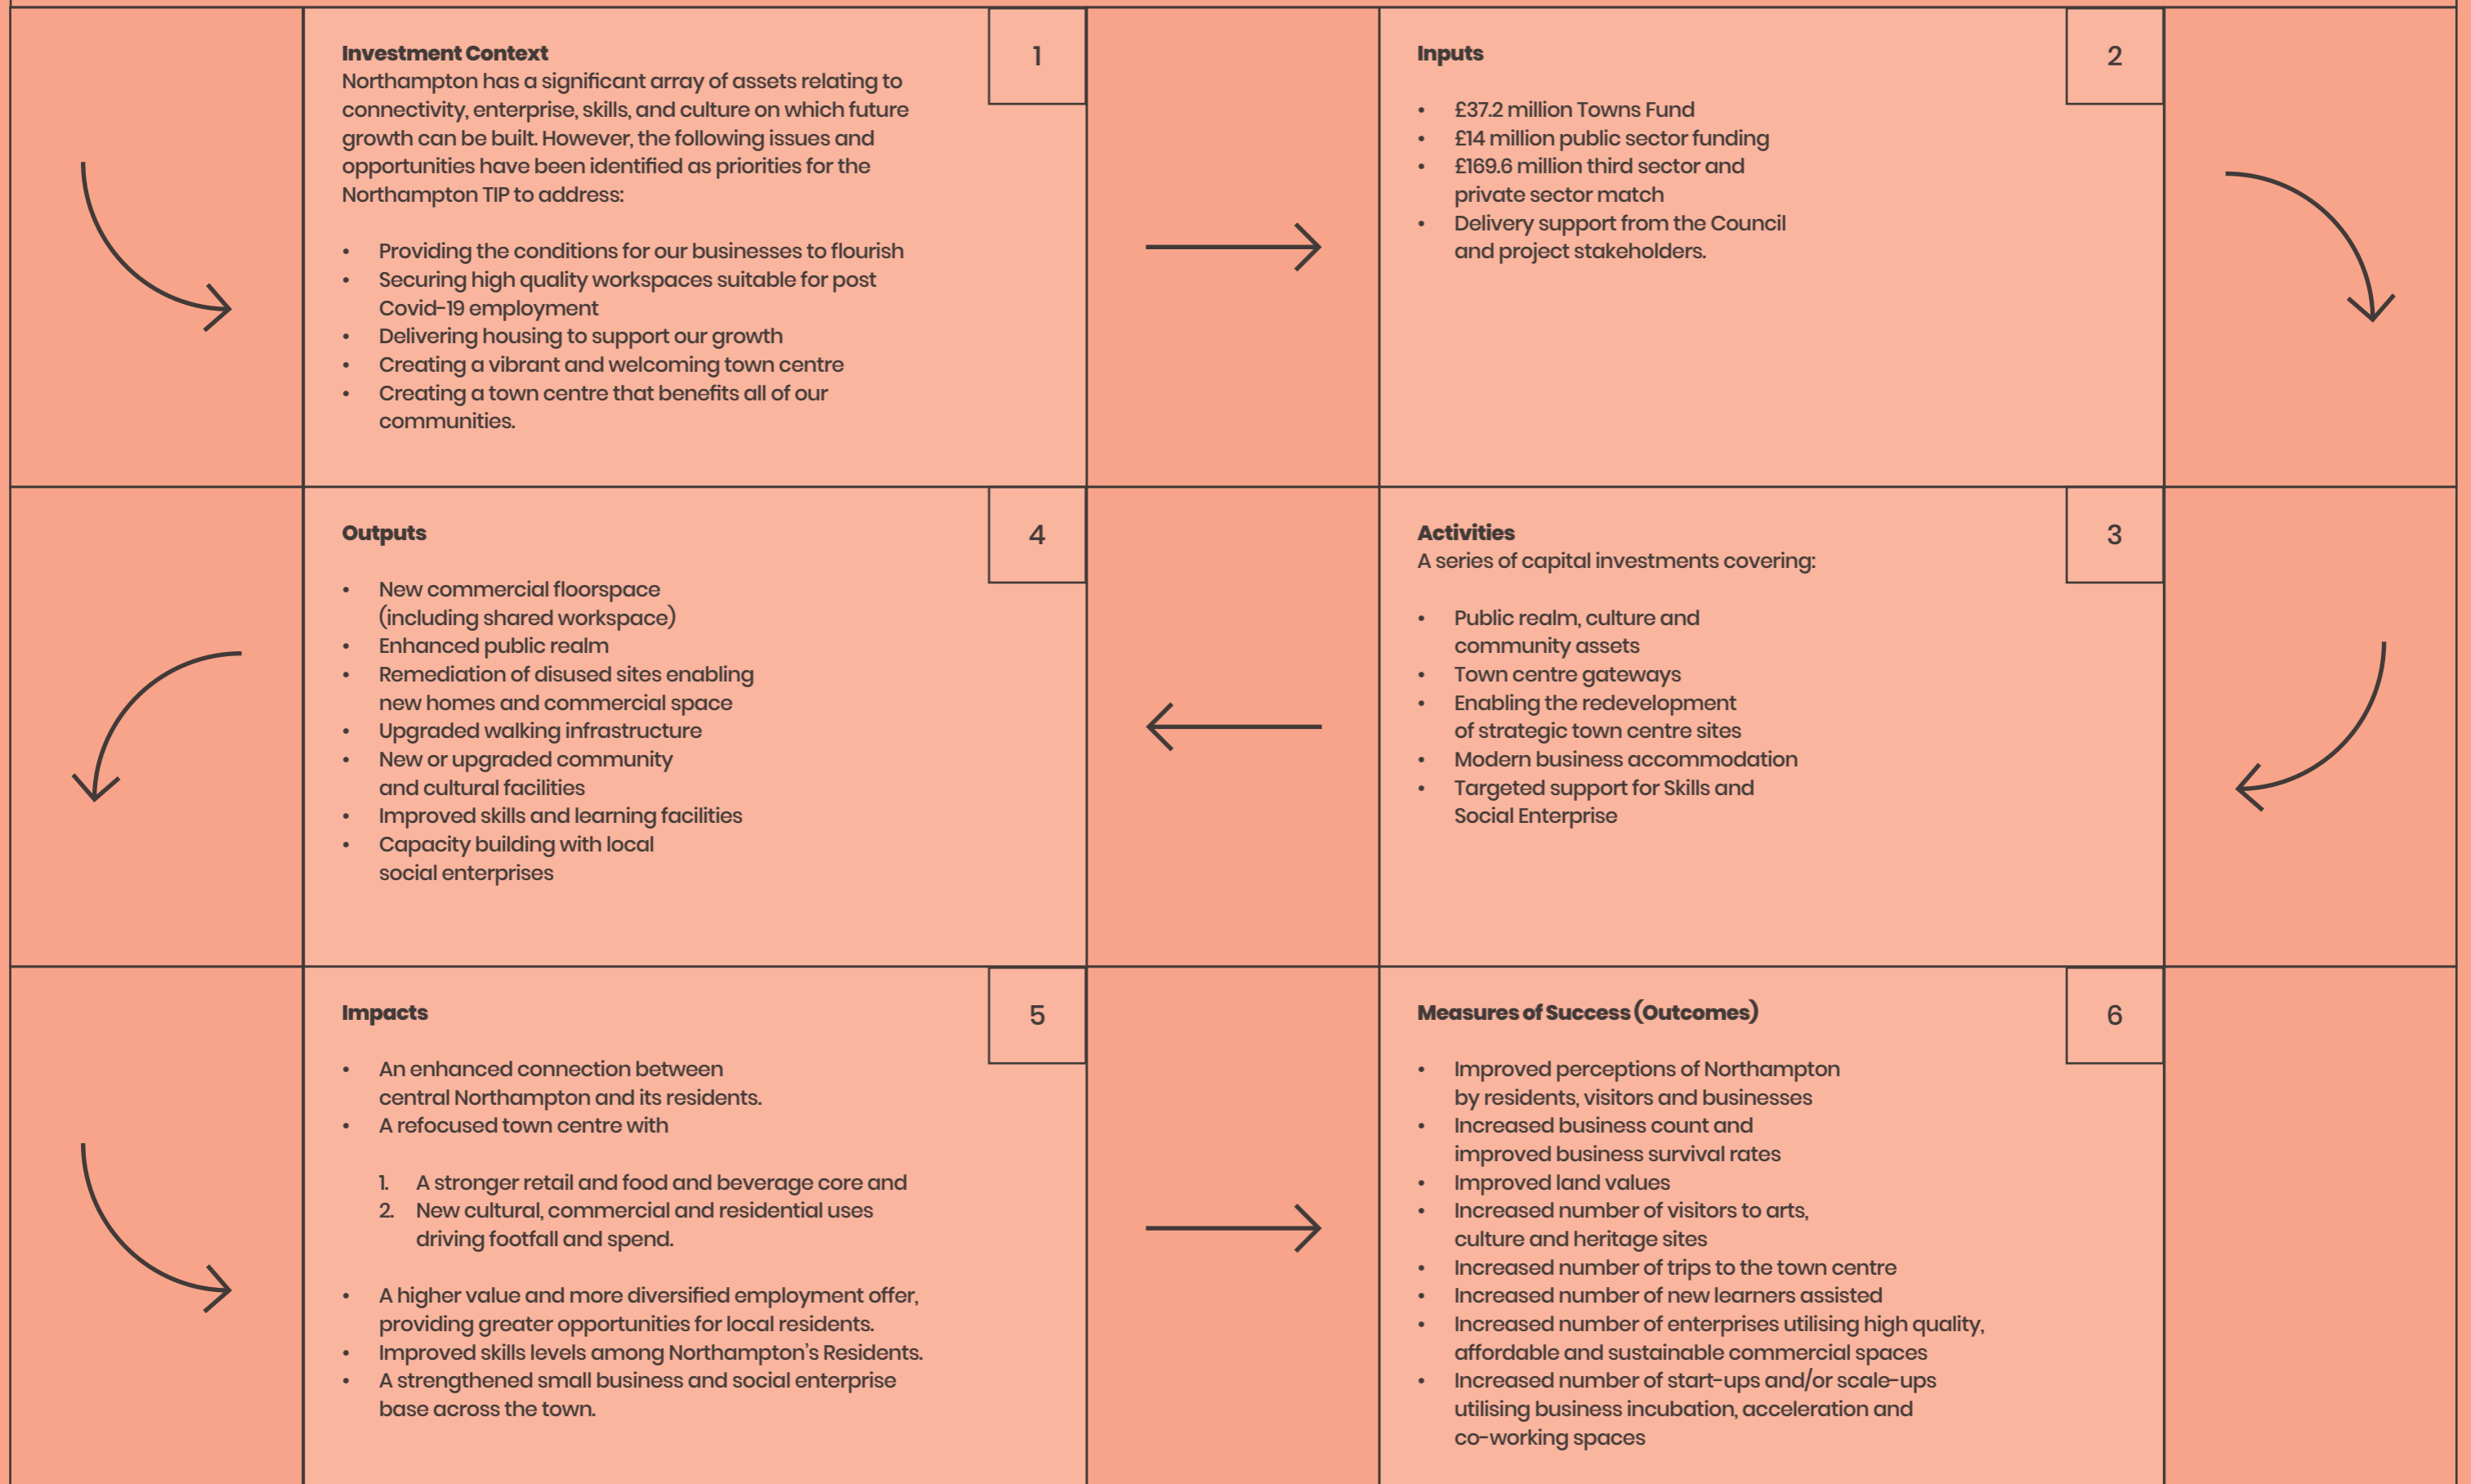 Investment Context
1
Northampton has a significant array of assets relating to
connectivity, enterprise, skills, and culture on which future
growth can be built. However, the following issues and
opportunities have been identified as priorities for the
Northampton TIP to address:
• Providing the conditions for our businesses to flourish
• Securing high quality workspaces suitable for post
Covid-19 employment
• Delivering housing to support our growth
• Creating a vibrant and welcoming town centre
• Creating a town centre that benefits all of our
communities.
Inputs
2
• £37.2 million Towns Fund
• £14 million public sector funding
• £169.6 million third sector and
private sector match
• Delivery support from the Council
and project stakeholders.
Activities
3
A series of capital investments covering:
• Public realm, culture and
community assets
• Town centre gateways
• Enabling the redevelopment
of strategic town centre sites
• Modern business accommodation
• Targeted support for Skills and
Social Enterprise
Outputs
4
• New commercial floorspace
(including shared workspace)
• Enhanced public realm
• Remediation of disused sites enabling
new homes and commercial space
• Upgraded walking infrastructure
• New or upgraded community
and cultural facilities
• Improved skills and learning facilities
• Capacity building with local
social enterprises
Impacts
5
• An enhanced connection between
central Northampton and its residents.
• A refocused town centre with
1. A stronger retail and food and beverage core and
2. New cultural, commercial and residential uses
driving footfall and spend.
• A higher value and more diversified employment offer,
providing greater opportunities for local residents.
• Improved skills levels among Northampton's Residents.
• A strengthened small business and social enterprise
base across the town.
Measures of Success (Outcomes)
6
• Improved perceptions of Northampton
by residents, visitors and businesses
• Increased business count and
improved business survival rates
• Improved land values
• Increased number of visitors to arts,
culture and heritage sites
• Increased number of trips to the town centre
• Increased number of new learners assisted
• Increased number of enterprises utilising high quality,
affordable and sustainable commercial spaces
• Increased number of start-ups and/or scale-ups
utilising business incubation, acceleration and
co-working spaces